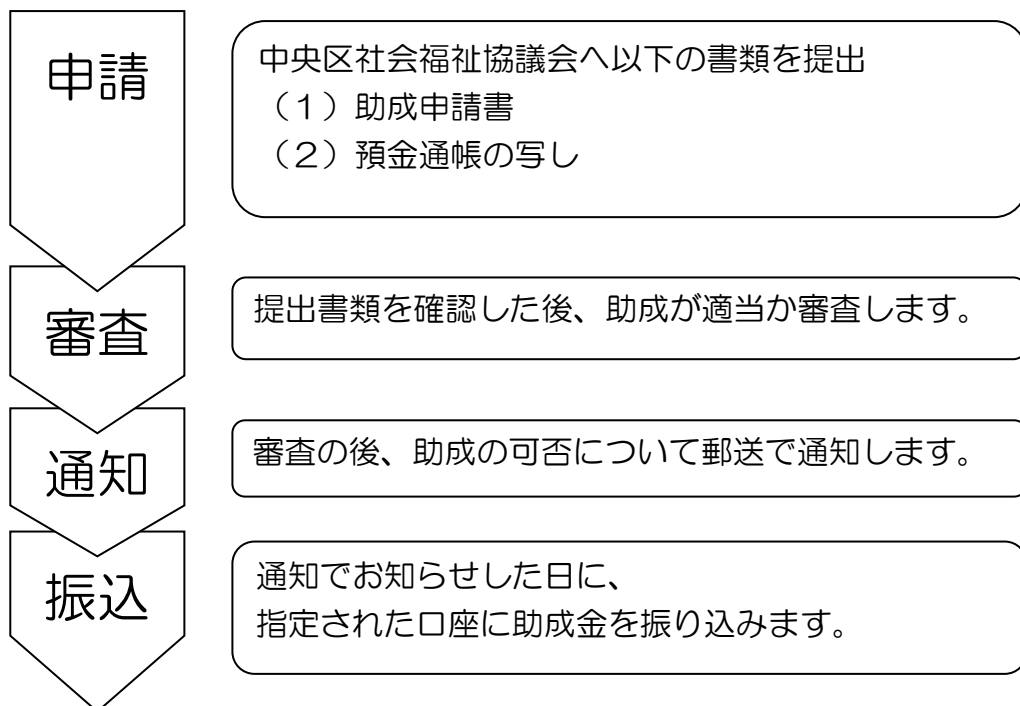 申請
中央区社会福祉協議会へ以下の書類を提出
（１）助成申請書
（２）預金通帳の写し
審査
提出書類を確認した後、助成が適当か審査します。
通知
審査の後、助成の可否について郵送で通知します。
振込
通知でお知らせした日に、
指定された口座に助成金を振り込みます。